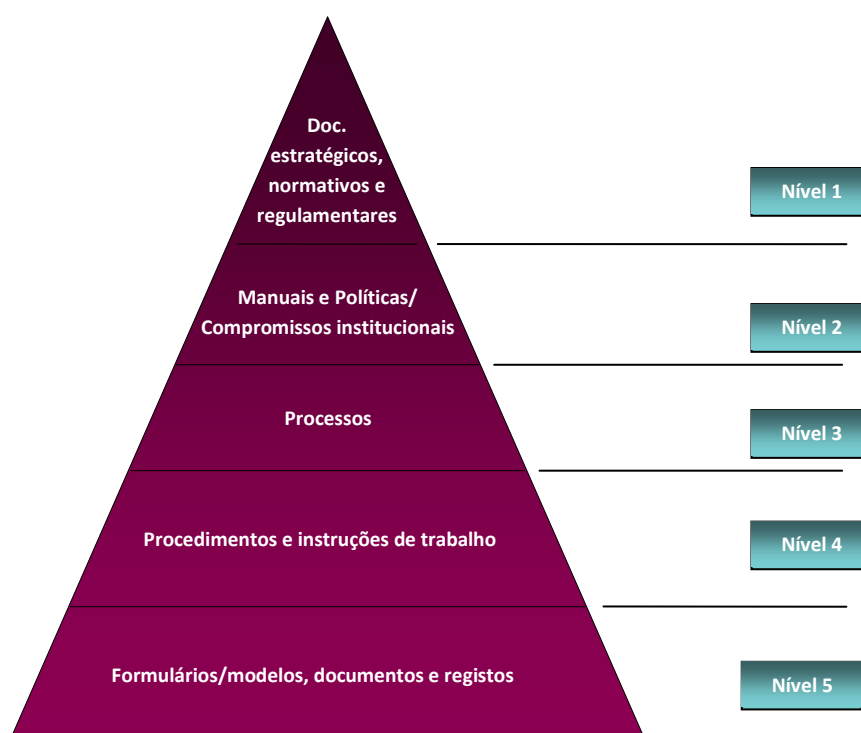 Doc.
estratégicos,
normativos e
regulamentares
Nível 1
Manuais e Políticas/
Compromissos institucionais
Nível 2
Processos
Nível 3
Procedimentos e instruções de trabalho
Nível 4
Formulários/modelos, documentos e registos
Nível 5